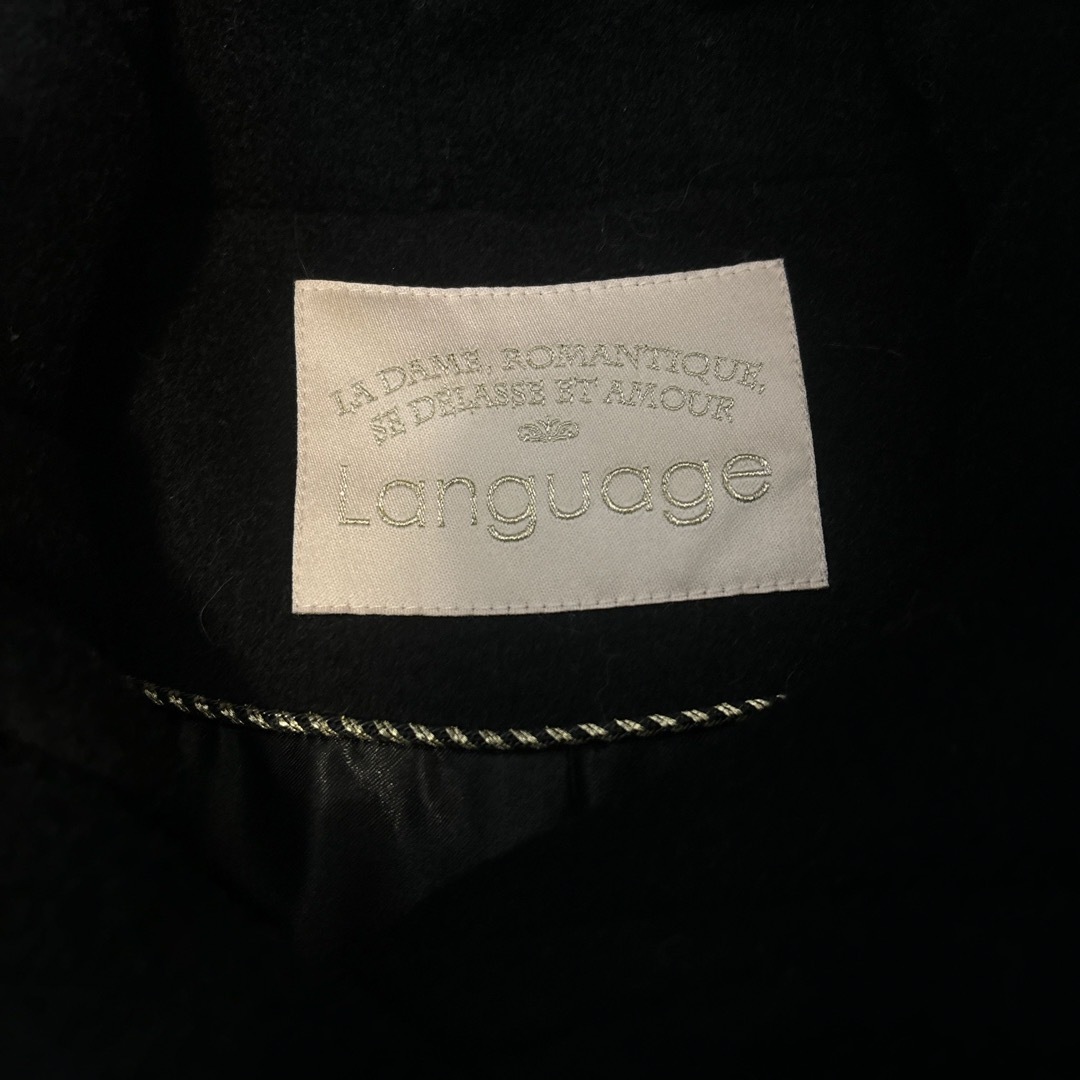 LA DAME, ROMANTIQUE,
SE DELASSE ET AMOUR
Language